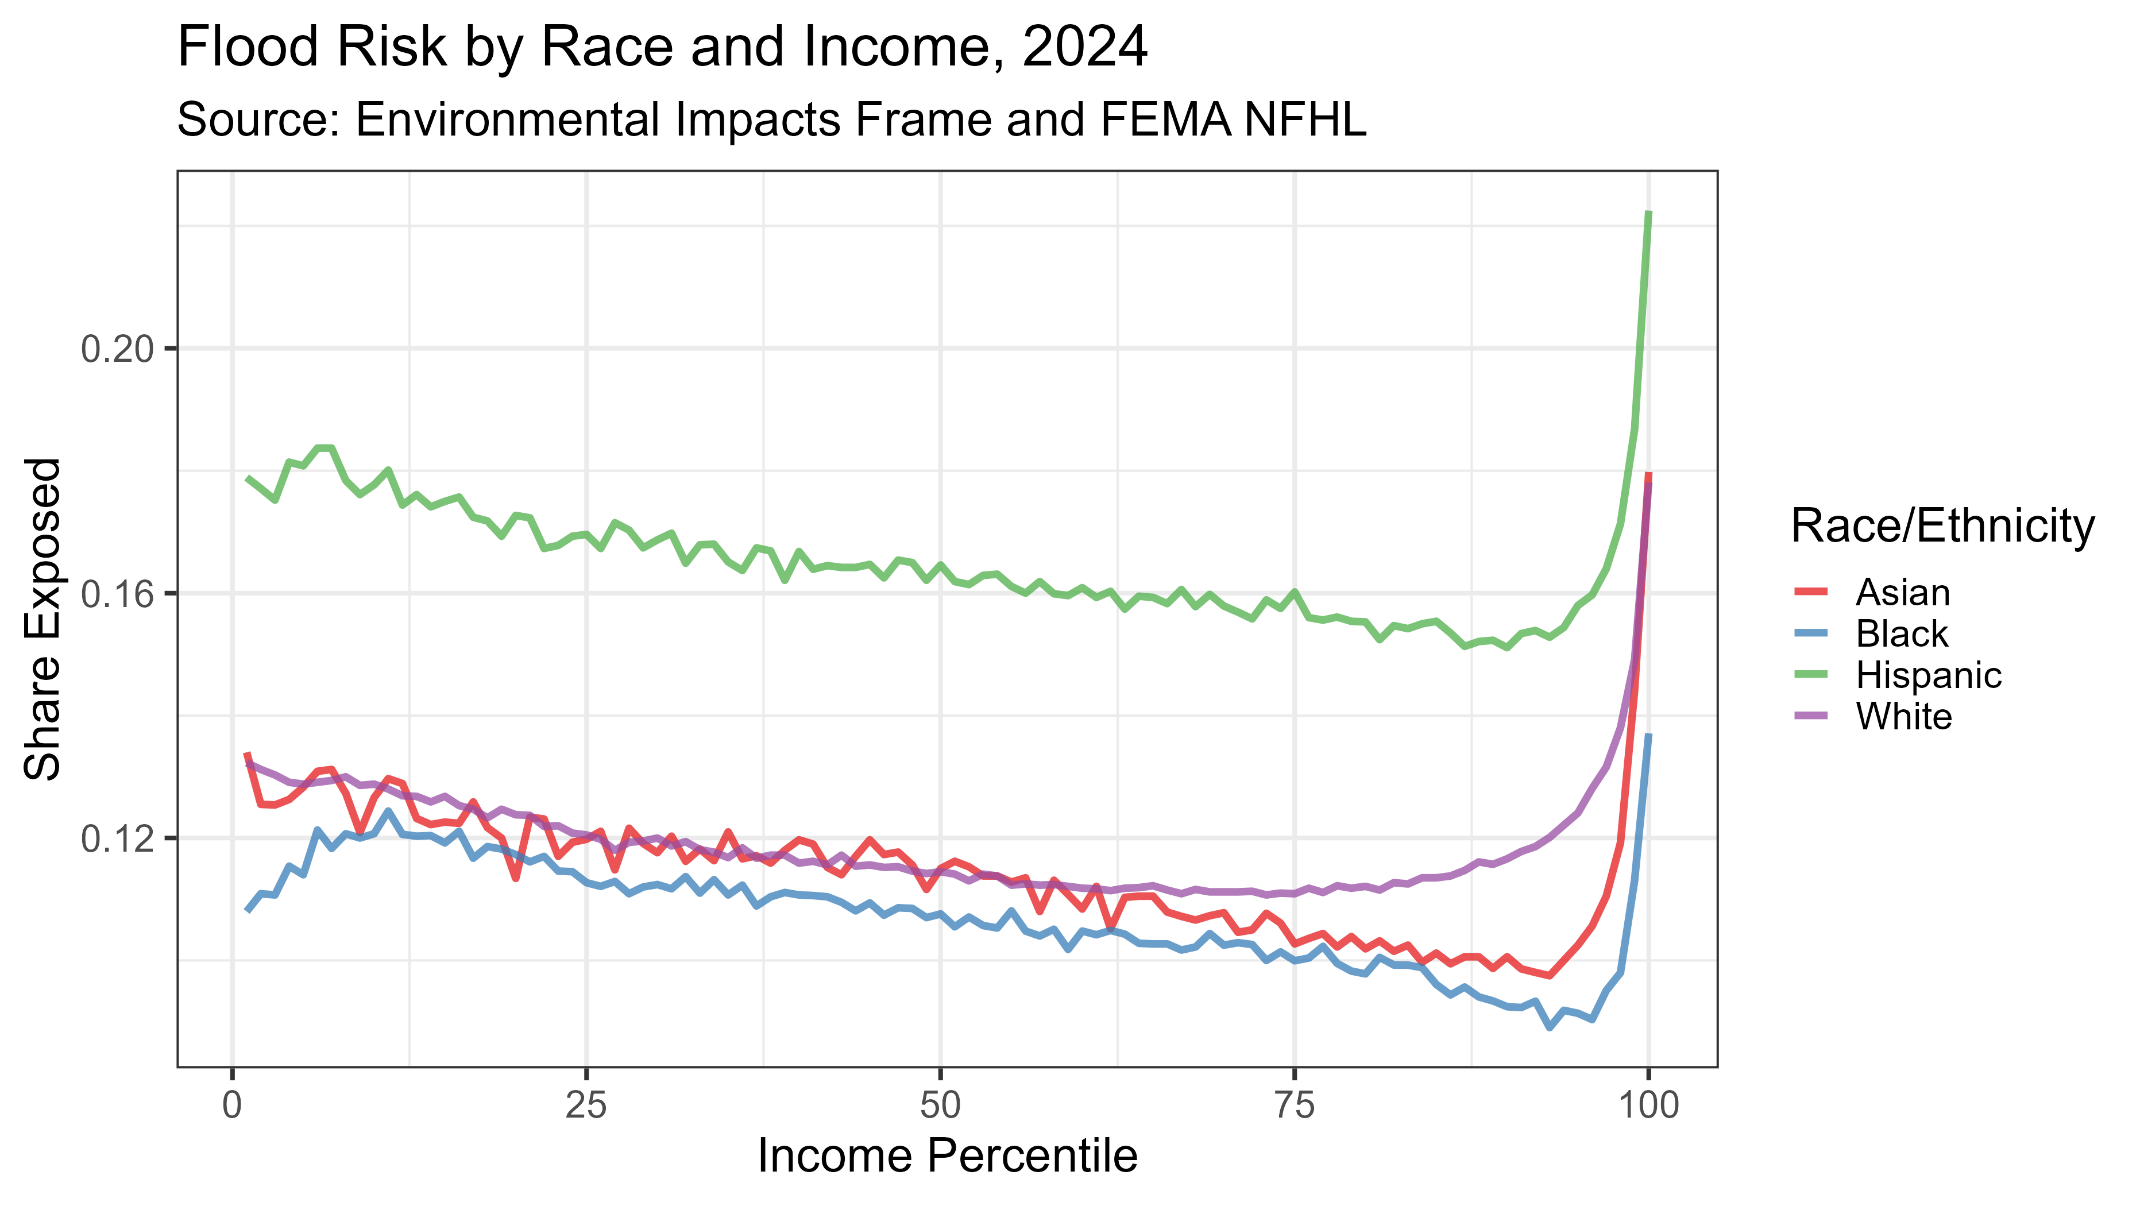 Flood Risk by Race and Income, 2024
Source: Environmental Impacts Frame and FEMA NFHL
Share Exposed
0.20
0.16
0.12
0
25
50
75
100
Income Percentile
Race/Ethnicity
Asian
Black
Hispanic
White